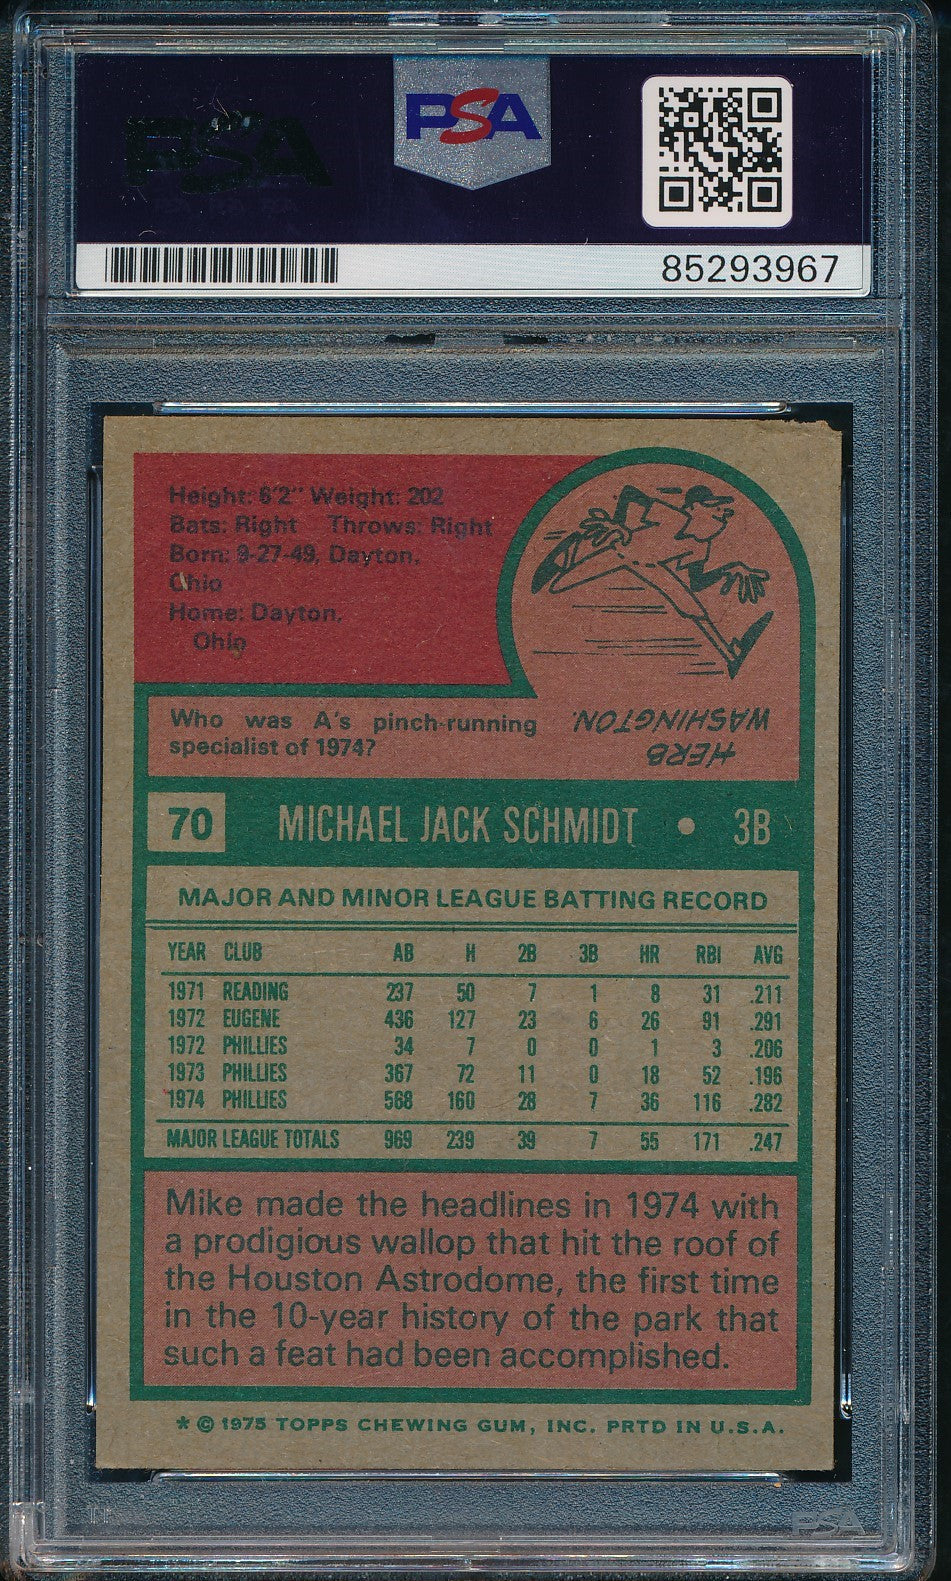 PSA
PSA
85293967
Height: 6'2" Weight: 202
Bats: Right Throws: Right
Born: 9-27-49, Dayton,
Ohio
Home: Dayton,
Ohio
Who was A's pinch-running
specialist of 1974?
HERB
WASHINGTON.
70 MICHAEL JACK SCHMIDT • 3B
MAJOR AND MINOR LEAGUE BATTING RECORD
YEAR CLUB AB H 2B 3B HR RBI AVG
1971 READING 237 50 7 1 8 31 .211
1972 EUGENE 436 127 23 6 26 91 .291
1972 PHILLIES 34 7 0 0 1 3 .206
1973 PHILLIES 367 72 11 0 18 52 .196
1974 PHILLIES 568 160 28 7 36 116 .282
MAJOR LEAGUE TOTALS 969 239 39 7 55 171 .247
Mike made the headlines in 1974 with
a prodigious wallop that hit the roof of
the Houston Astrodome, the first time
in the 10-year history of the park that
such a feat had been accomplished.
* © 1975 TOPPS CHEWING GUM, INC. PRTD IN U.S.A.
PSA